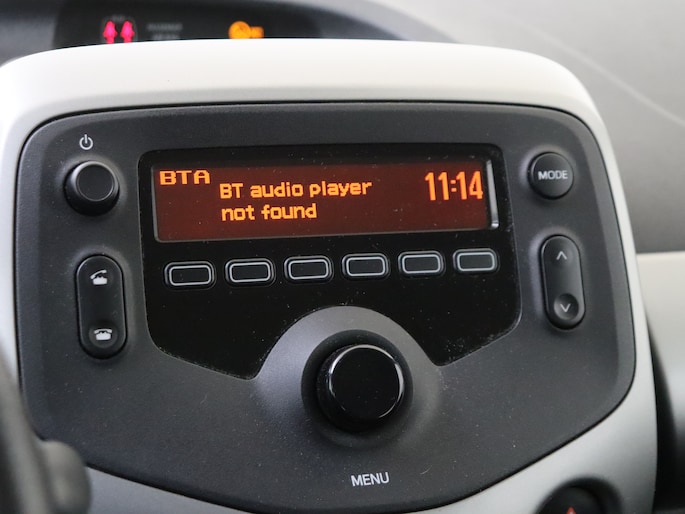 BTA
BT audio player
11:14
not found
MODE
MENU